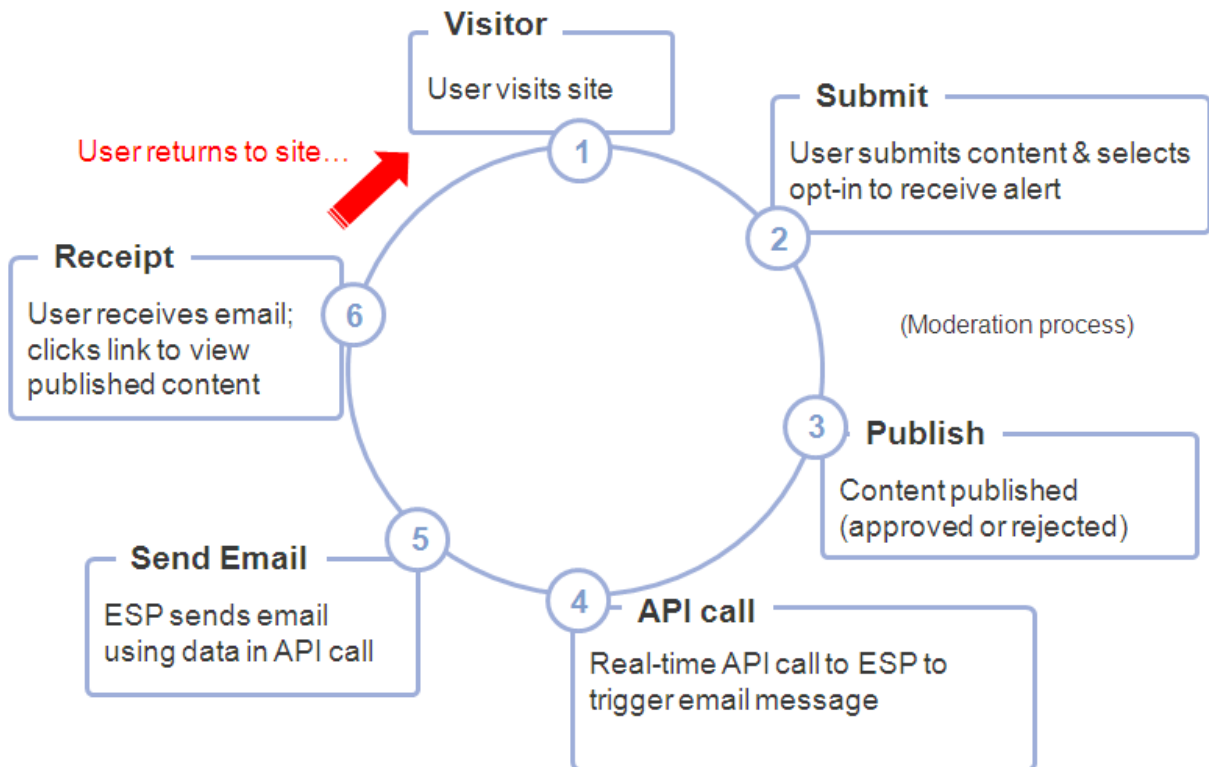 Visitor
User visits site
1
Submit
User submits content & selects
opt-in to receive alert
2
(Moderation process)
3
Publish
Content published
(approved or rejected)
4
API call
Real-time API call to ESP to
trigger email message
5
Send Email
ESP sends email
using data in API call
6
Receipt
User receives email;
clicks link to view
published content
User returns to site…